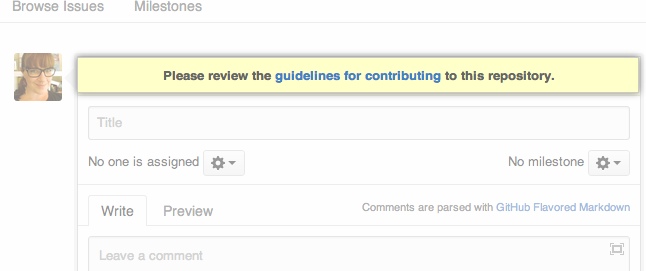 Browse Issues Milestones
Please review the guidelines for contributing to this repository.
Title
No one is assigned No milestone
Write Preview Comments are parsed with GitHub Flavored Markdown
Leave a comment